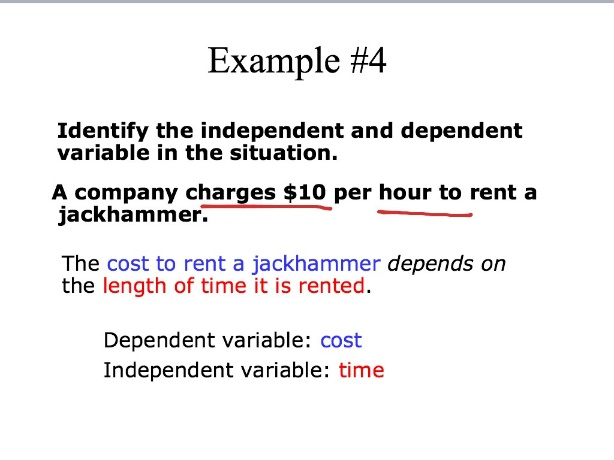 Example #4
Identify the independent and dependent
variable in the situation.
A company charges $10 per hour to rent a
jackhammer.
The cost to rent a jackhammer depends on
the length of time it is rented.
Dependent variable: cost
Independent variable: time